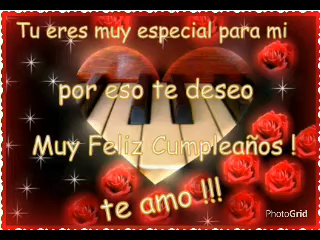 Tu eres muy especial para mi
por eso te deseo
Muy Feliz Cumpleaños !
te amo !!!
PhotoGrid